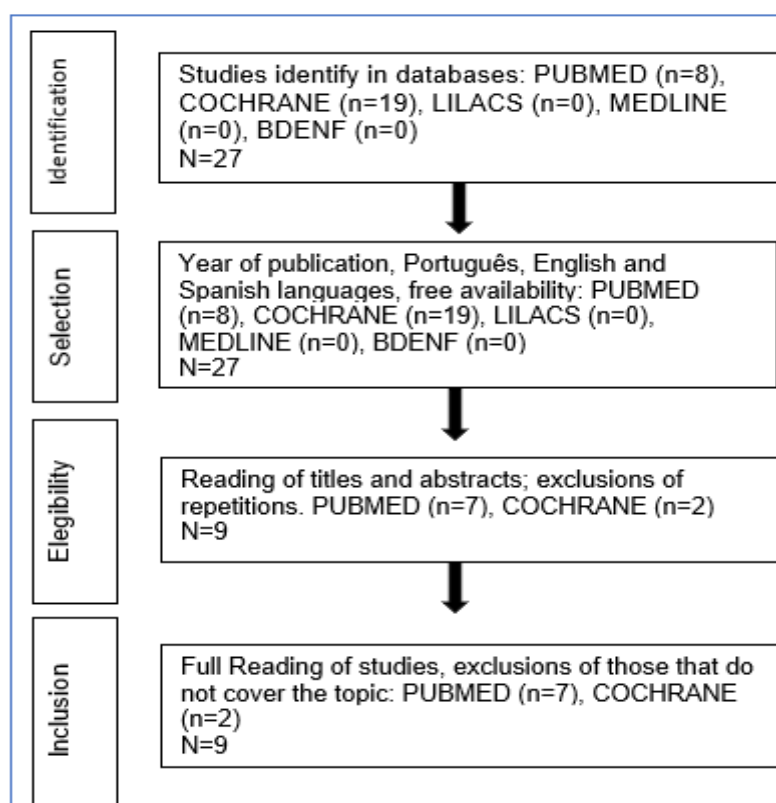 Identification
Studies identify in databases: PUBMED (n=8),
COCHRANE (n=19), LILACS (n=0), MEDLINE
(n=0), BDENF (n=0)
N=27
Selection
Year of publication, Português, English and
Spanish languages, free availability: PUBMED
(n=8), COCHRANE (n=19), LILACS (n=0),
MEDLINE (n=0), BDENF (n=0)
N=27
Elegibility
Reading of titles and abstracts; exclusions of
repetitions. PUBMED (n=7), COCHRANE (n=2)
N=9
Inclusion
Full Reading of studies, exclusions of those that do
not cover the topic: PUBMED (n=7), COCHRANE
(n=2)
N=9